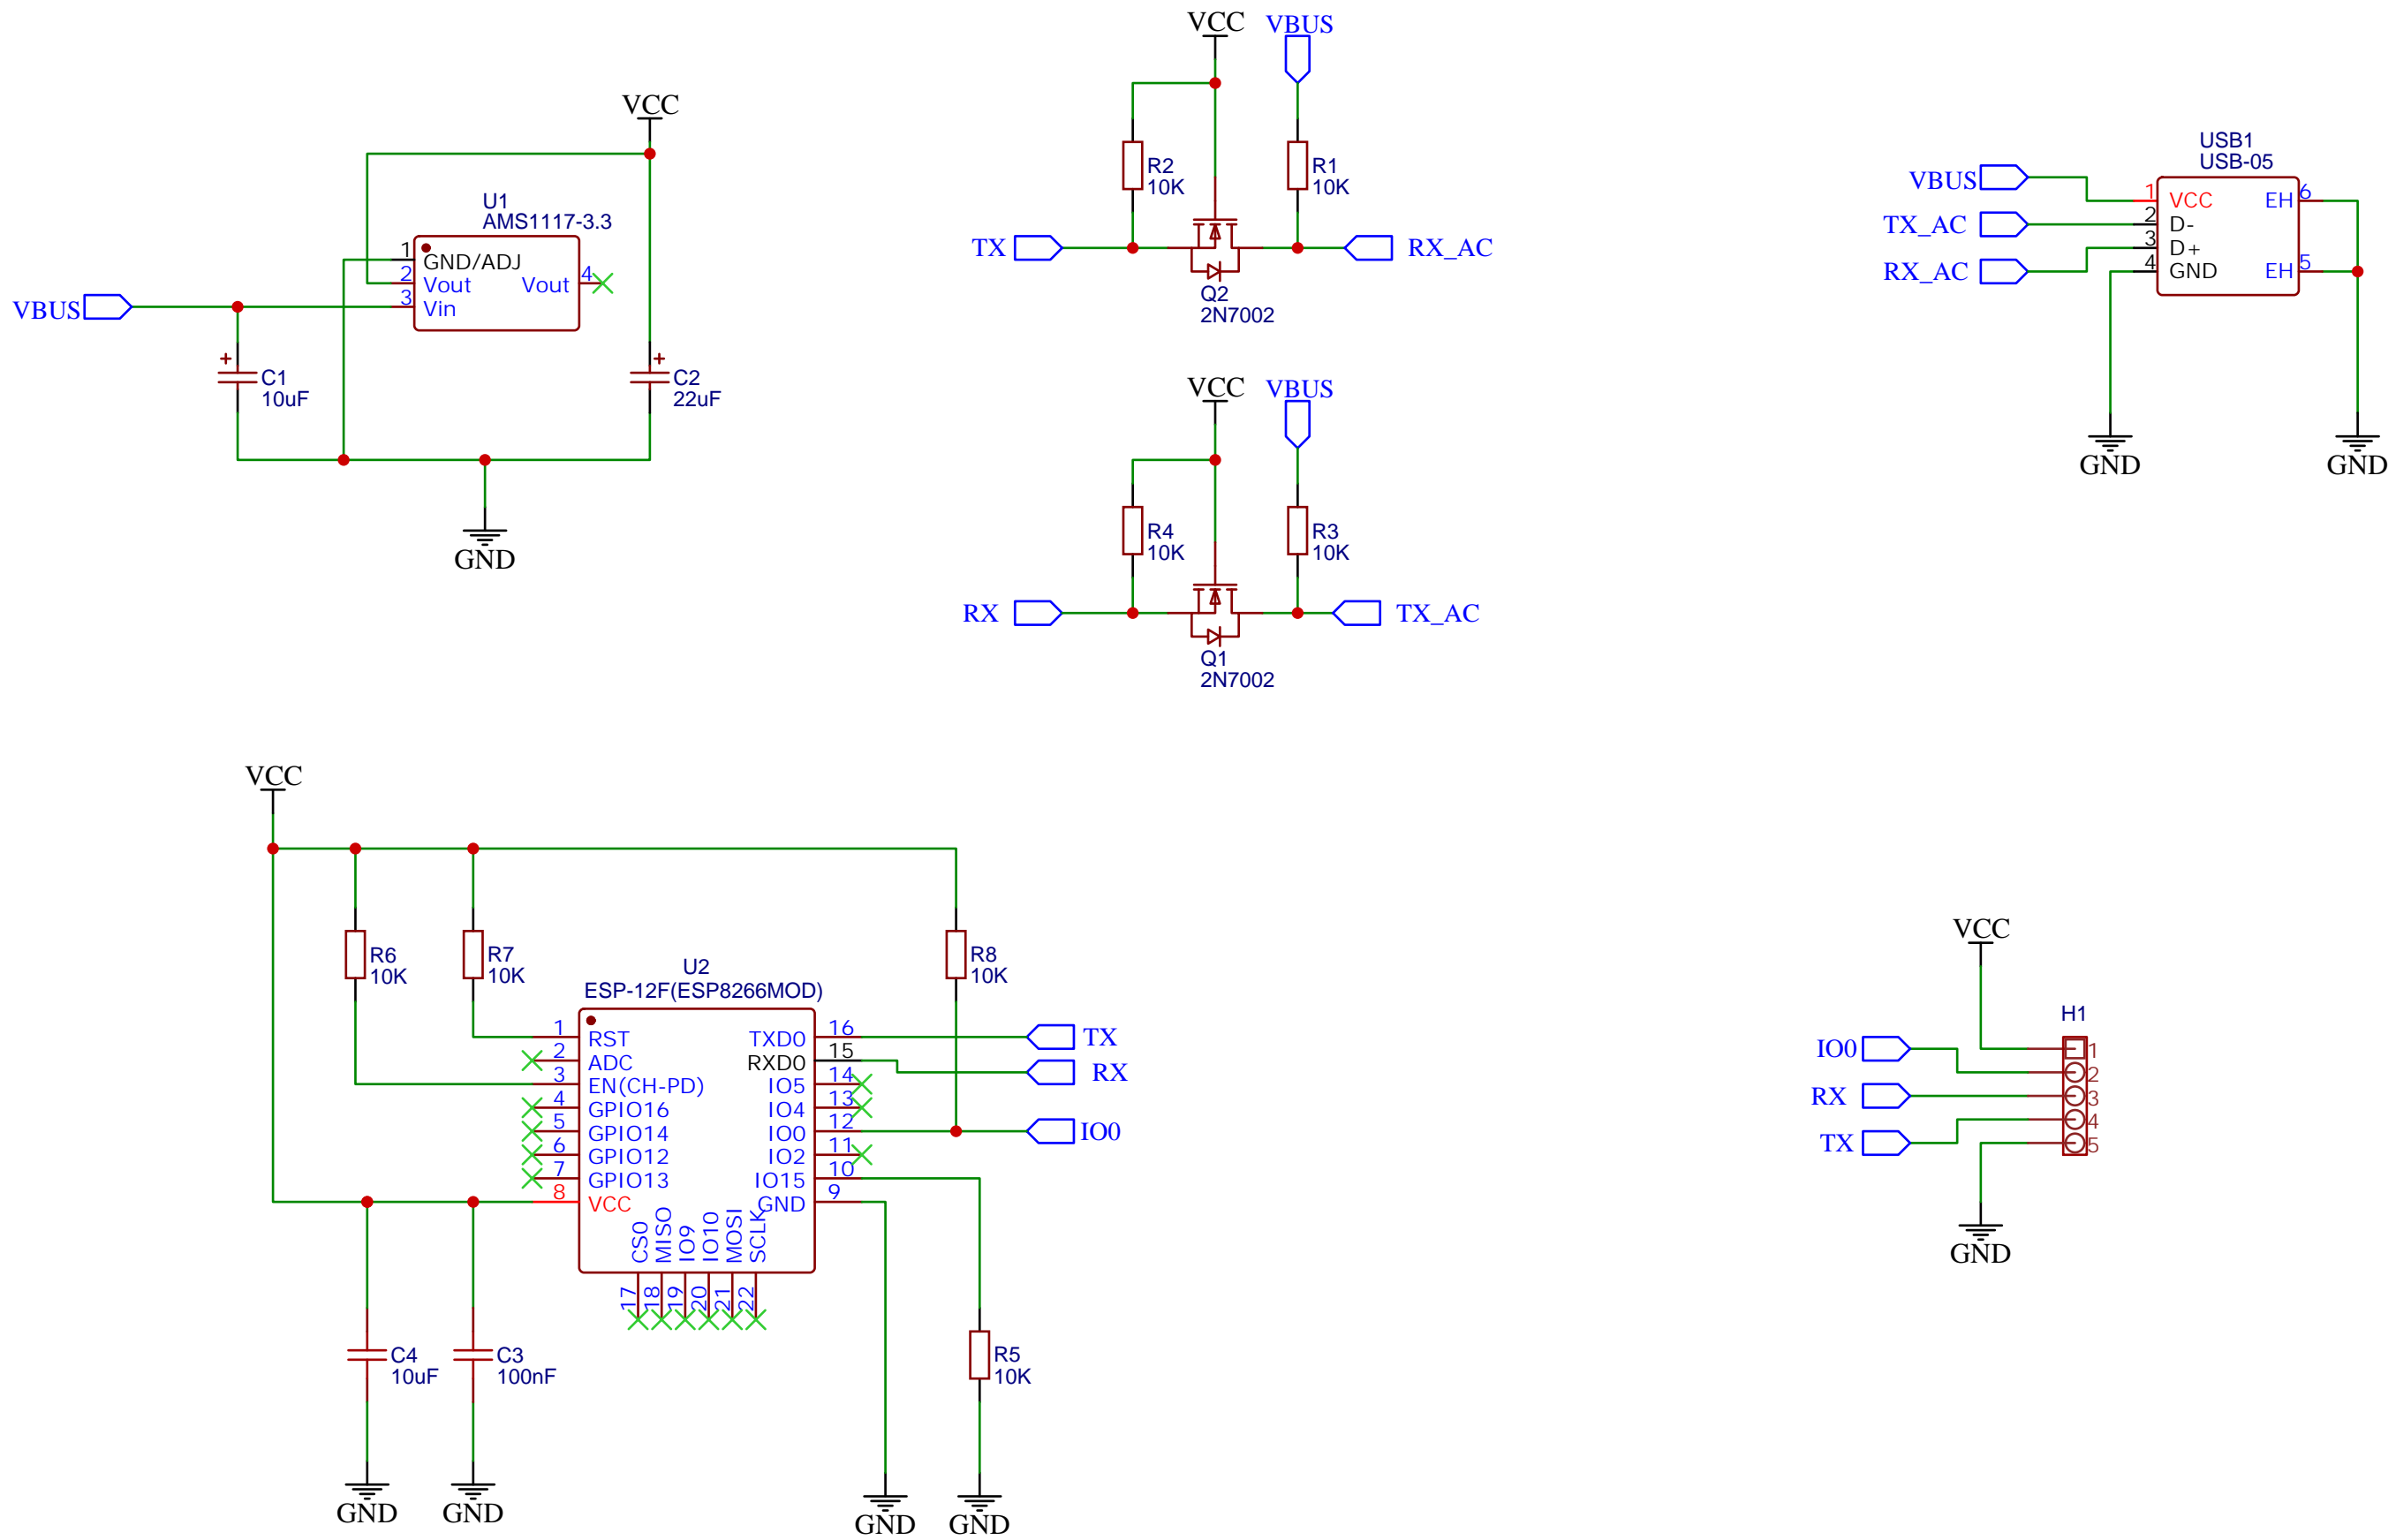 VCC
U1
AMS1117-3.3
1
GND/ADJ
2
Vout
Vout
4
3
Vin
VBUS
+
C1
10uF
+
C2
22uF
GND
VCC
VBUS
R2
10K
R1
10K
TX
RX_AC
Q2
2N7002
VCC
VBUS
R4
10K
R3
10K
RX
TX_AC
Q1
2N7002
USB1
USB-05
VBUS
1
VCC
EH
6
TX_AC
2
D-
3
D+
RX_AC
4
GND
EH
5
GND
GND
VCC
R6
10K
R7
10K
R8
10K
U2
ESP-12F(ESP8266MOD)
1
RST
TXD0
16
TX
2
ADC
RXD0
15
RX
3
EN(CH-PD)
IO5
14
4
GPIO16
IO4
13
5
GPIO14
IO0
12
IO0
6
GPIO12
IO2
11
7
GPIO13
IO15
10
8
VCC
GND
9
CS0
MISO
IO9
IO10
MOSI
SCLK
17
18
19
20
21
22
C4
10uF
C3
100nF
R5
10K
GND
GND
GND
GND
VCC
H1
IO0
1
2
RX
3
4
TX
5
GND